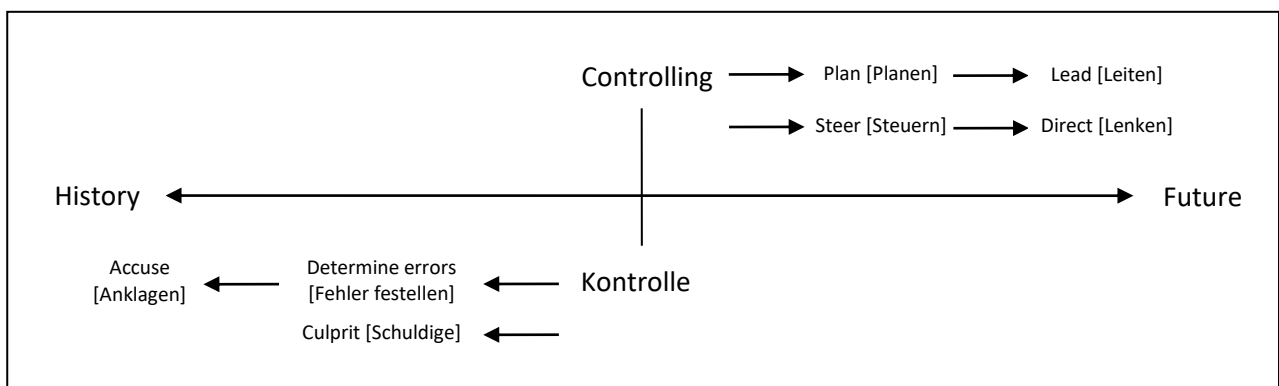 Controlling
Plan [Planen]
Lead [Leiten]
Steer [Steuern]
Direct [Lenken]
History
Future
Accuse
[Anklagen]
Determine errors
[Fehler festellen]
Kontrolle
Culprit [Schuldige]